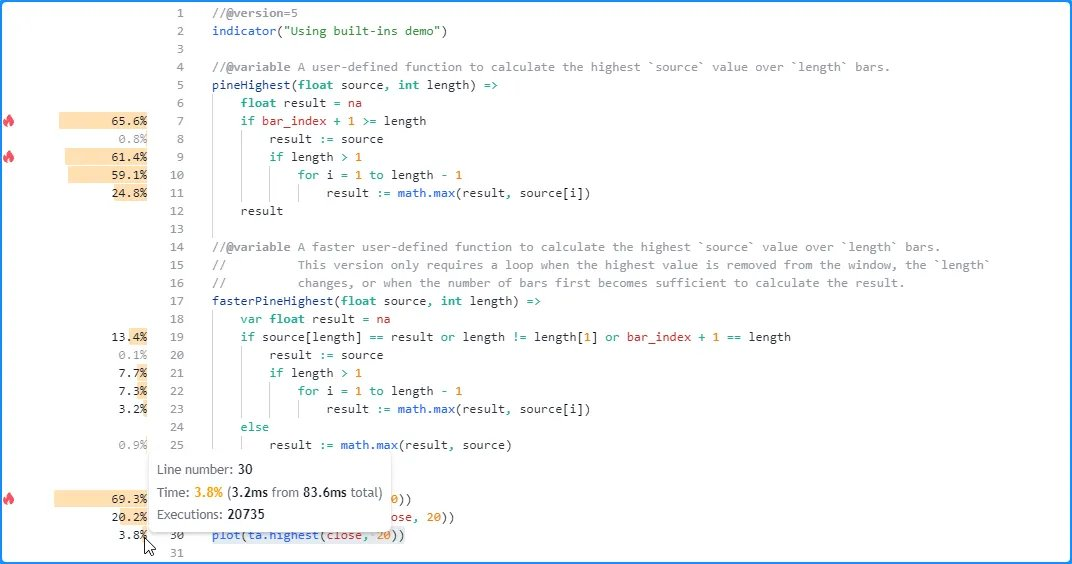 1 //@version=5
2 indicator("Using built-ins demo")
3
4 //@variable A user-defined function to calculate the highest `source` value over `length` bars.
5 pineHighest(float source, int length) =>
6 float result = na
65.6% 7 if bar_index + 1 >= length
0.8% 8 result := source
61.4% 9 if length > 1
59.1% 10 for i = 1 to length - 1
24.8% 11 result := math.max(result, source[i])
12 result
13
14 //@variable A faster user-defined function to calculate the highest `source` value over `length` bars.
15 // This version only requires a loop when the highest value is removed from the window, the `length`
16 // changes, or when the number of bars first becomes sufficient to calculate the result.
17 fasterPineHighest(float source, int length) =>
18 var float result = na
13.4% 19 if source[length] == result or length != length[1] or bar_index + 1 == length
0.1% 20 result := source
7.7% 21 if length > 1
7.3% 22 for i = 1 to length - 1
3.2% 23 result := math.max(result, source[i])
24 else
0.9% 25 result := math.max(result, source)
Line number: 30
Time: 3.8% (3.2ms from 83.6ms total)
Executions: 20735
69.3% 0))
20.2% ose, 20))
3.8% 30 plot(ta.highest(close, 20))
31